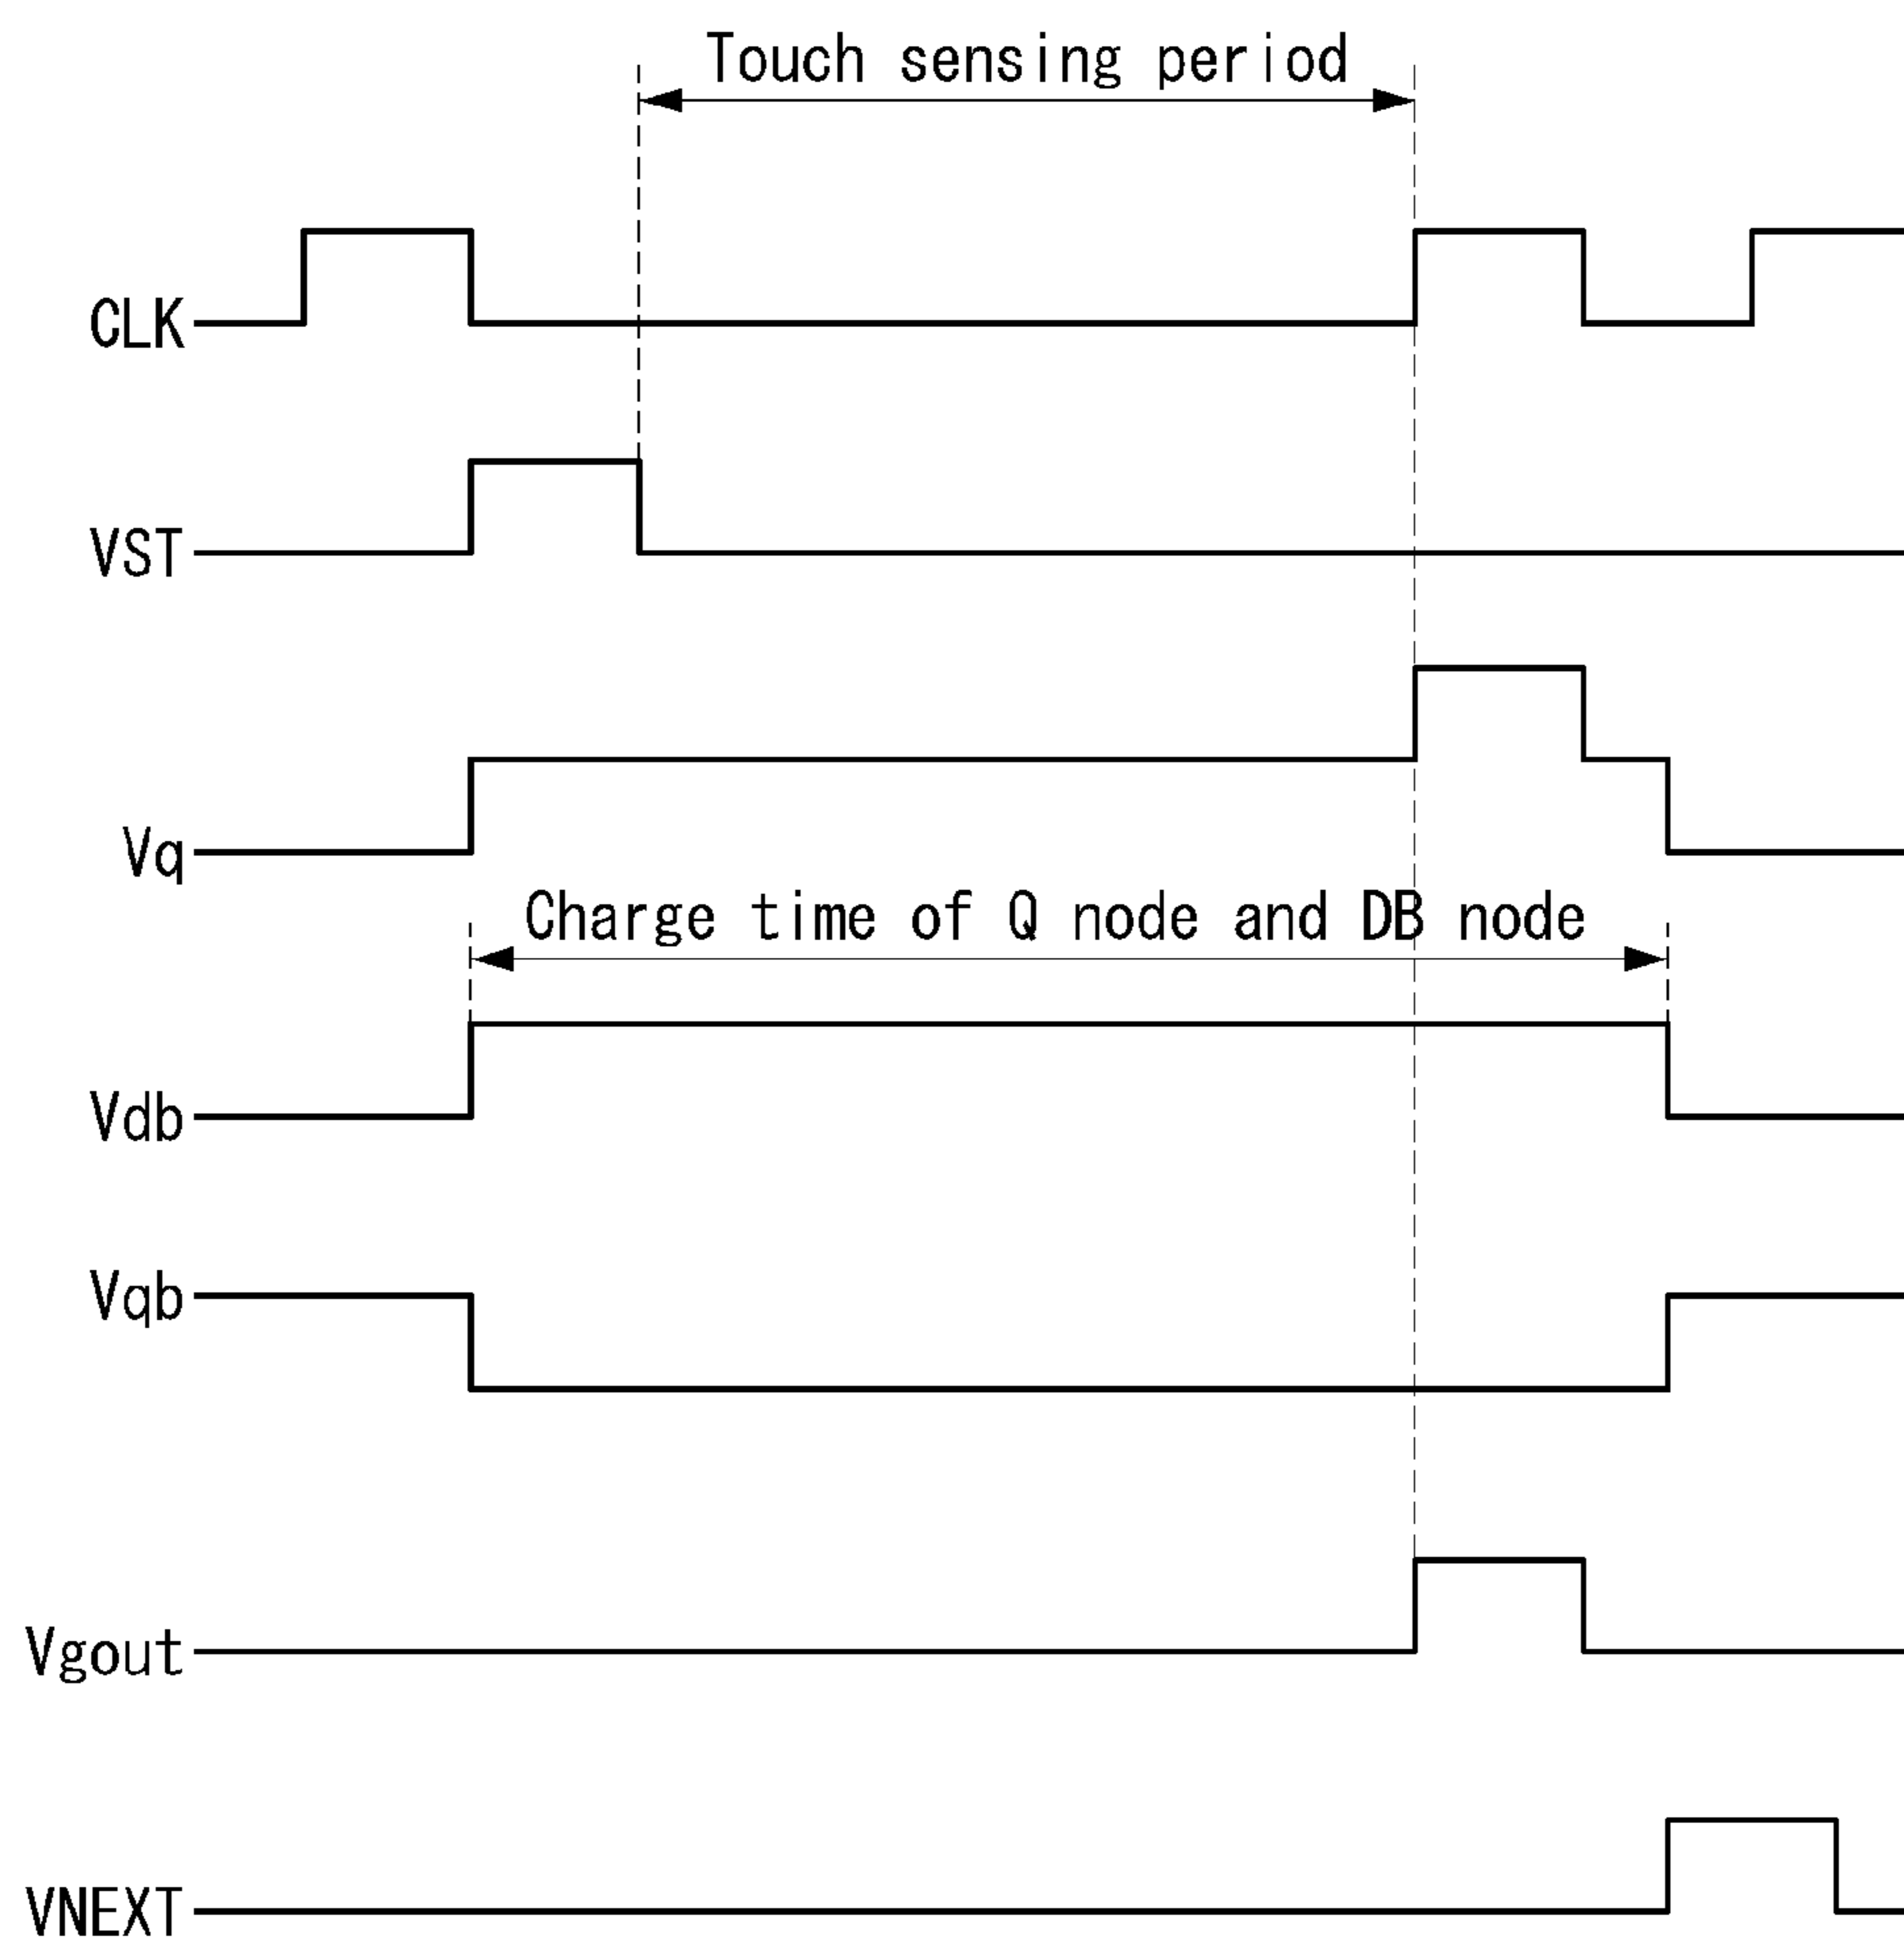 Touch sensing period
CLK
VST
Vq
Charge time of Q node and DB node
Vdb
Vqb
Vgout
VNEXT